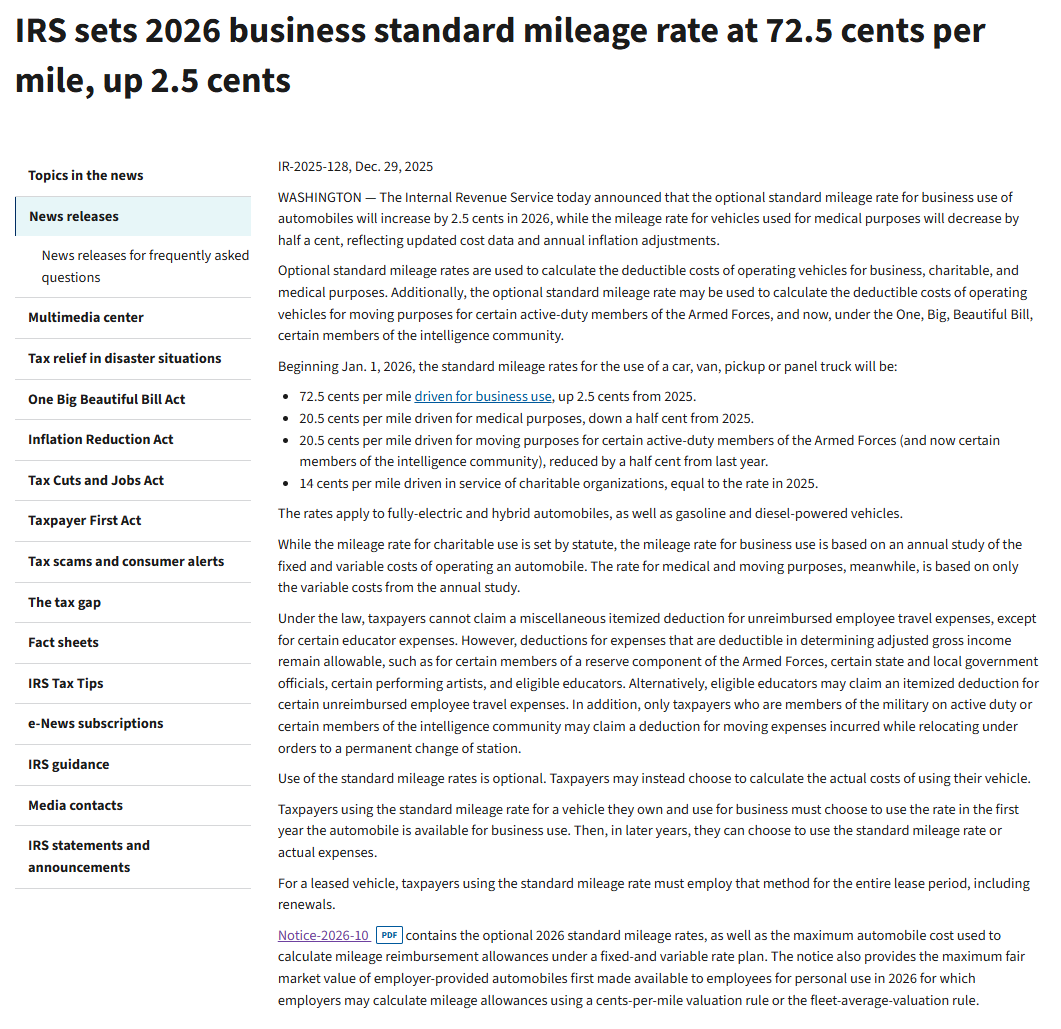 IRS sets 2026 business standard mileage rate at 72.5 cents per
mile, up 2.5 cents
Topics in the news
News releases
News releases for frequently asked
questions
Multimedia center
Tax relief in disaster situations
One Big Beautiful Bill Act
Inflation Reduction Act
Tax Cuts and Jobs Act
Taxpayer First Act
Tax scams and consumer alerts
The tax gap
Fact sheets
IRS Tax Tips
e-News subscriptions
IRS guidance
Media contacts
IRS statements and
announcements
IR-2025-128, Dec. 29, 2025
WASHINGTON — The Internal Revenue Service today announced that the optional standard mileage rate for business use of
automobiles will increase by 2.5 cents in 2026, while the mileage rate for vehicles used for medical purposes will decrease by
half a cent, reflecting updated cost data and annual inflation adjustments.
Optional standard mileage rates are used to calculate the deductible costs of operating vehicles for business, charitable, and
medical purposes. Additionally, the optional standard mileage rate may be used to calculate the deductible costs of operating
vehicles for moving purposes for certain active-duty members of the Armed Forces, and now, under the One, Big, Beautiful Bill,
certain members of the intelligence community.
Beginning Jan. 1, 2026, the standard mileage rates for the use of a car, van, pickup or panel truck will be:
• 72.5 cents per mile driven for business use, up 2.5 cents from 2025.
• 20.5 cents per mile driven for medical purposes, down a half cent from 2025.
• 20.5 cents per mile driven for moving purposes for certain active-duty members of the Armed Forces (and now certain
members of the intelligence community), reduced by a half cent from last year.
• 14 cents per mile driven in service of charitable organizations, equal to the rate in 2025.
The rates apply to fully-electric and hybrid automobiles, as well as gasoline and diesel-powered vehicles.
While the mileage rate for charitable use is set by statute, the mileage rate for business use is based on an annual study of the
fixed and variable costs of operating an automobile. The rate for medical and moving purposes, meanwhile, is based on only
the variable costs from the annual study.
Under the law, taxpayers cannot claim a miscellaneous itemized deduction for unreimbursed employee travel expenses, except
for certain educator expenses. However, deductions for expenses that are deductible in determining adjusted gross income
remain allowable, such as for certain members of a reserve component of the Armed Forces, certain state and local government
officials, certain performing artists, and eligible educators. Alternatively, eligible educators may claim an itemized deduction for
certain unreimbursed employee travel expenses. In addition, only taxpayers who are members of the military on active duty or
certain members of the intelligence community may claim a deduction for moving expenses incurred while relocating under
orders to a permanent change of station.
Use of the standard mileage rates is optional. Taxpayers may instead choose to calculate the actual costs of using their vehicle.
Taxpayers using the standard mileage rate for a vehicle they own and use for business must choose to use the rate in the first
year the automobile is available for business use. Then, in later years, they can choose to use the standard mileage rate or
actual expenses.
For a leased vehicle, taxpayers using the standard mileage rate must employ that method for the entire lease period, including
renewals.
Notice-2026-10 PDF contains the optional 2026 standard mileage rates, as well as the maximum automobile cost used to
calculate mileage reimbursement allowances under a fixed-and variable rate plan. The notice also provides the maximum fair
market value of employer-provided automobiles first made available to employees for personal use in 2026 for which
employers may calculate mileage allowances using a cents-per-mile valuation rule or the fleet-average-valuation rule.